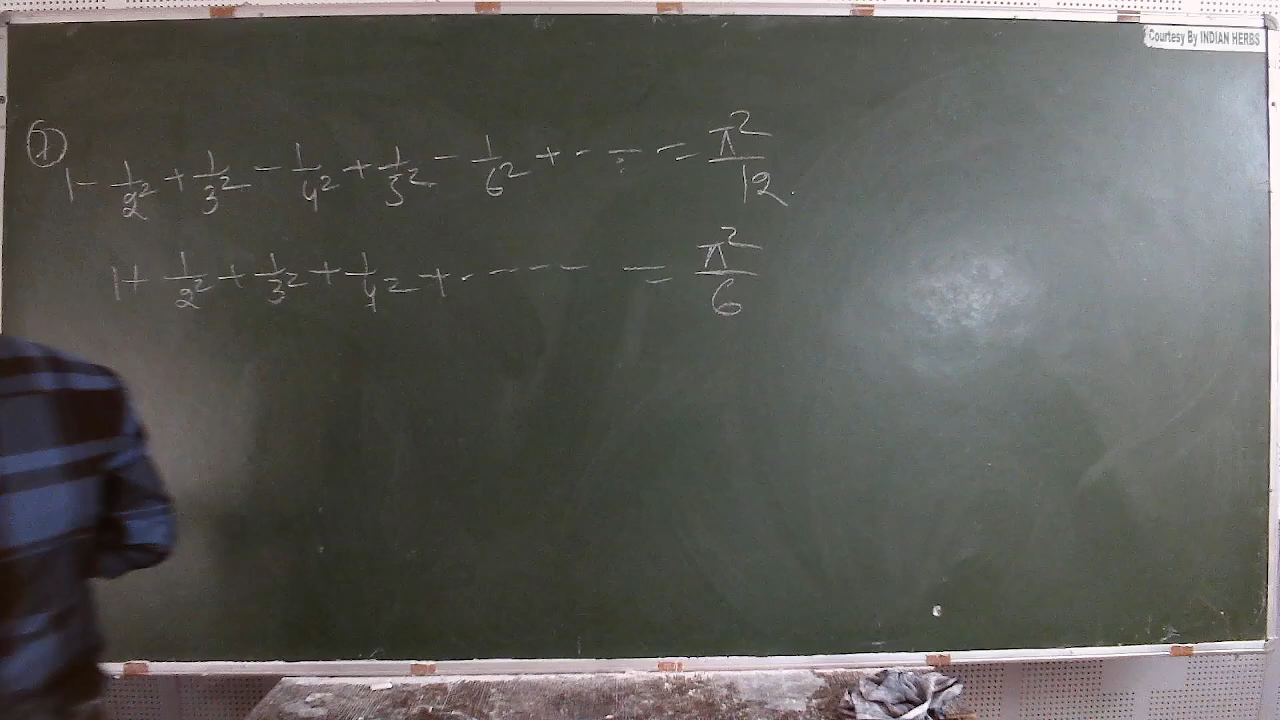 Courtesy By INDIAN HERBS
②
1 - 1/2² + 1/3² - 1/4² + 1/5² - 1/6² + - - - = π²/12.
1 + 1/2² + 1/3² + 1/4² + - - - - = π²/6